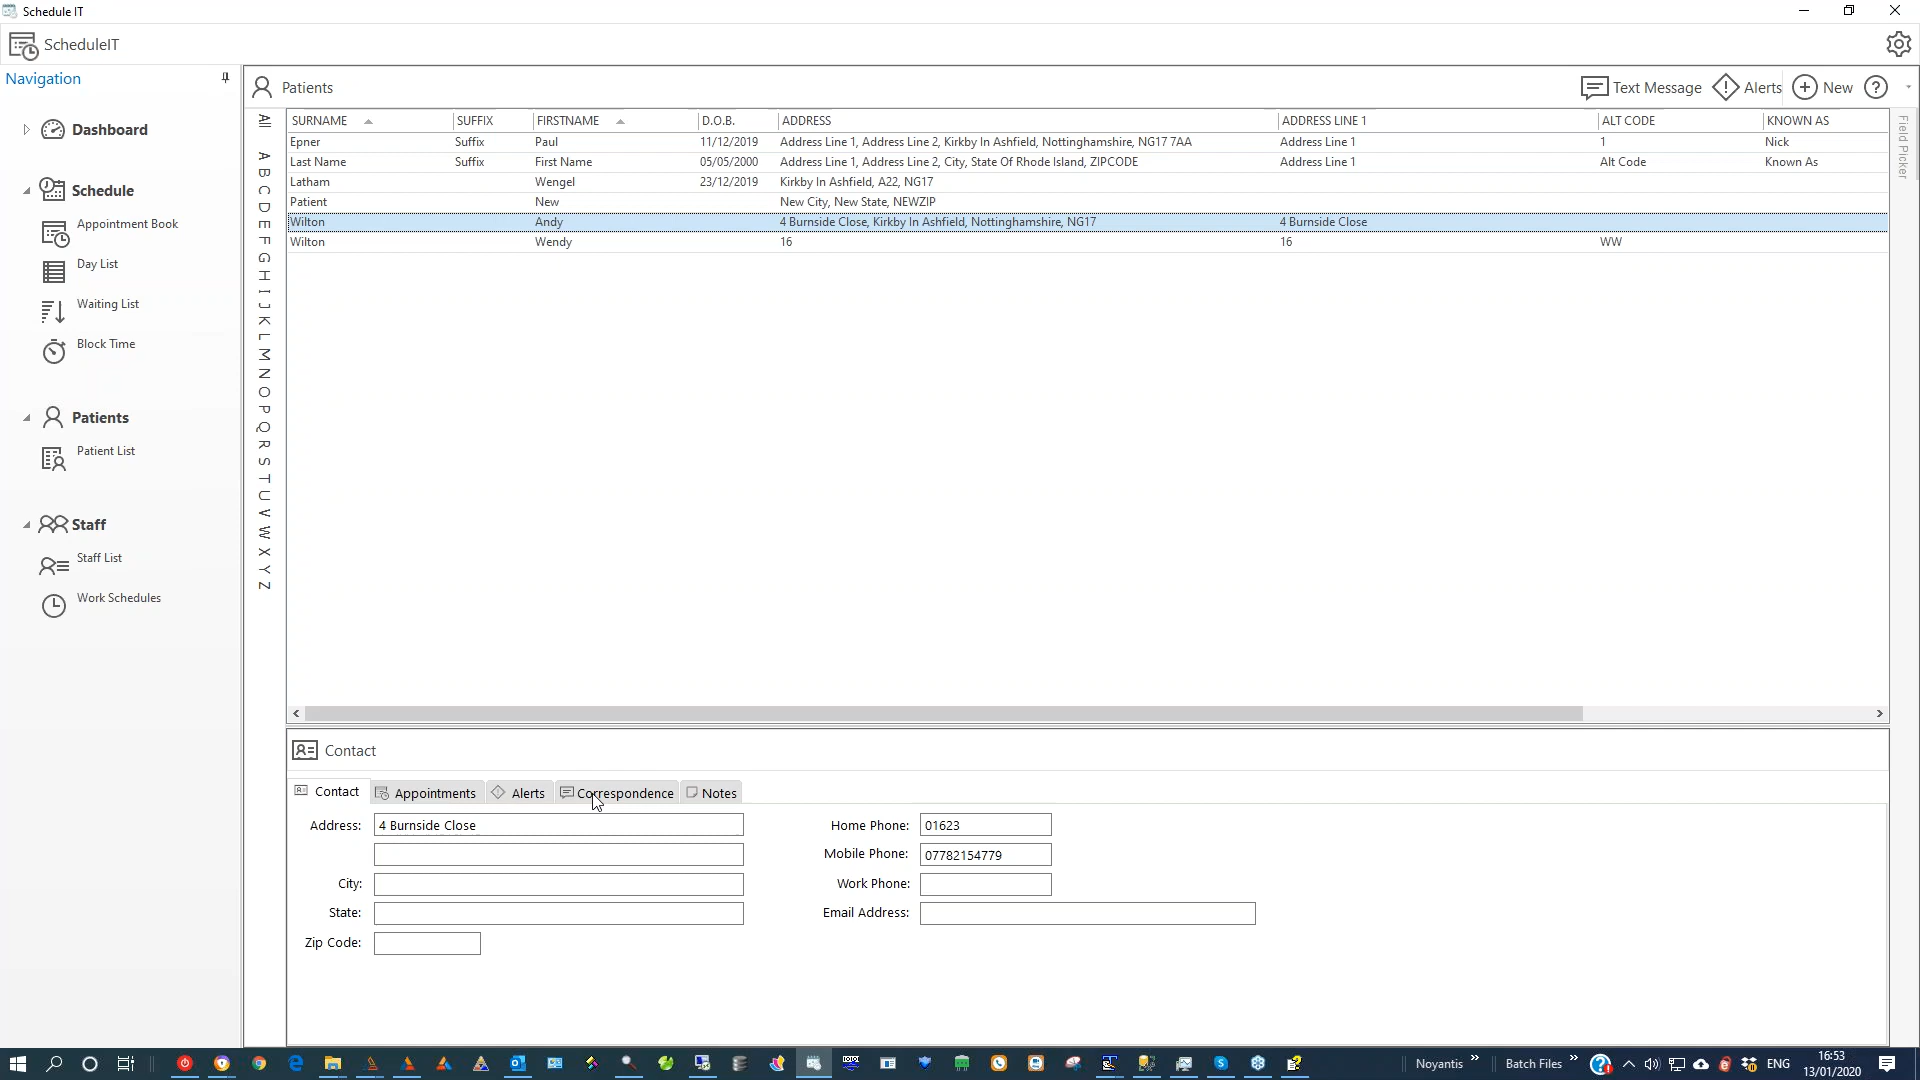 Schedule IT
ScheduleIT
Navigation
Dashboard
Schedule
Appointment Book
Day List
Waiting List
Block Time
Patients
Patient List
Staff
Staff List
Work Schedules
Patients
Text Message Alerts New
All
A
B
C
D
E
F
G
H
I
J
K
L
M
N
O
P
Q
R
S
T
U
V
W
X
Y
Z
SURNAME SUFFIX FIRSTNAME D.O.B. ADDRESS ADDRESS LINE 1 ALT CODE KNOWN AS
Epner Suffix Paul 11/12/2019 Address Line 1, Address Line 2, Kirkby In Ashfield, Nottinghamshire, NG17 7AA Address Line 1 1 Nick
Last Name Suffix First Name 05/05/2000 Address Line 1, Address Line 2, City, State Of Rhode Island, ZIPCODE Address Line 1 Alt Code Known As
Latham Wengel 23/12/2019 Kirkby In Ashfield, A22, NG17
Patient New New City, New State, NEWZIP
Wilton Andy 4 Burnside Close, Kirkby In Ashfield, Nottinghamshire, NG17 4 Burnside Close
Wilton Wendy 16 16 WW
Field Picker
Contact
Contact Appointments Alerts Correspondence Notes
Address: 4 Burnside Close
City:
State:
Zip Code:
Home Phone: 01623
Mobile Phone: 07782154779
Work Phone:
Email Address:
Noyantis Batch Files ENG 16:53
13/01/2020